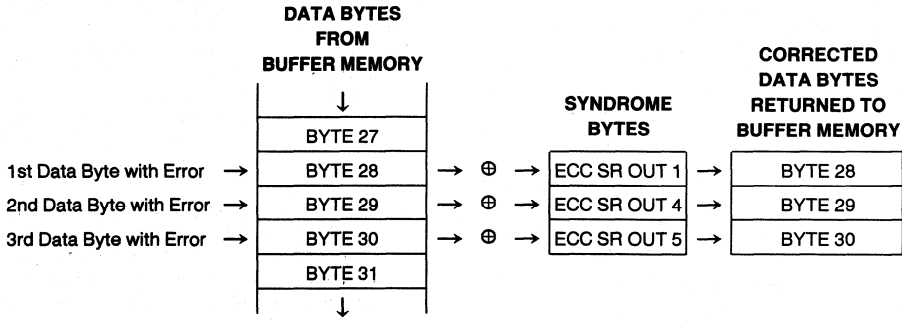 DATA BYTES
FROM
BUFFER MEMORY
SYNDROME
BYTES
CORRECTED
DATA BYTES
RETURNED TO
BUFFER MEMORY
↓
BYTE 27
1st Data Byte with Error → BYTE 28 → ⊕ → ECC SR OUT 1 → BYTE 28
2nd Data Byte with Error → BYTE 29 → ⊕ → ECC SR OUT 4 → BYTE 29
3rd Data Byte with Error → BYTE 30 → ⊕ → ECC SR OUT 5 → BYTE 30
BYTE 31
↓